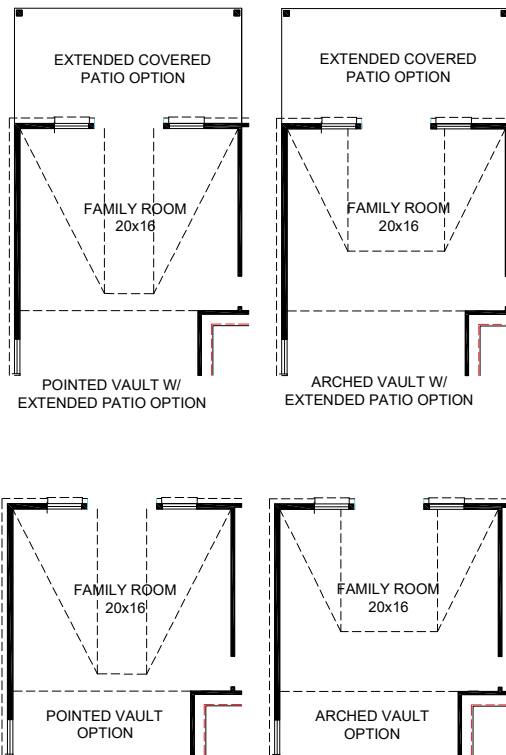 EXTENDED COVERED
PATIO OPTION
FAMILY ROOM
20x16
POINTED VAULT W/
EXTENDED PATIO OPTION
EXTENDED COVERED
PATIO OPTION
FAMILY ROOM
20x16
ARCHED VAULT W/
EXTENDED PATIO OPTION
FAMILY ROOM
20x16
POINTED VAULT
OPTION
FAMILY ROOM
20x16
ARCHED VAULT
OPTION